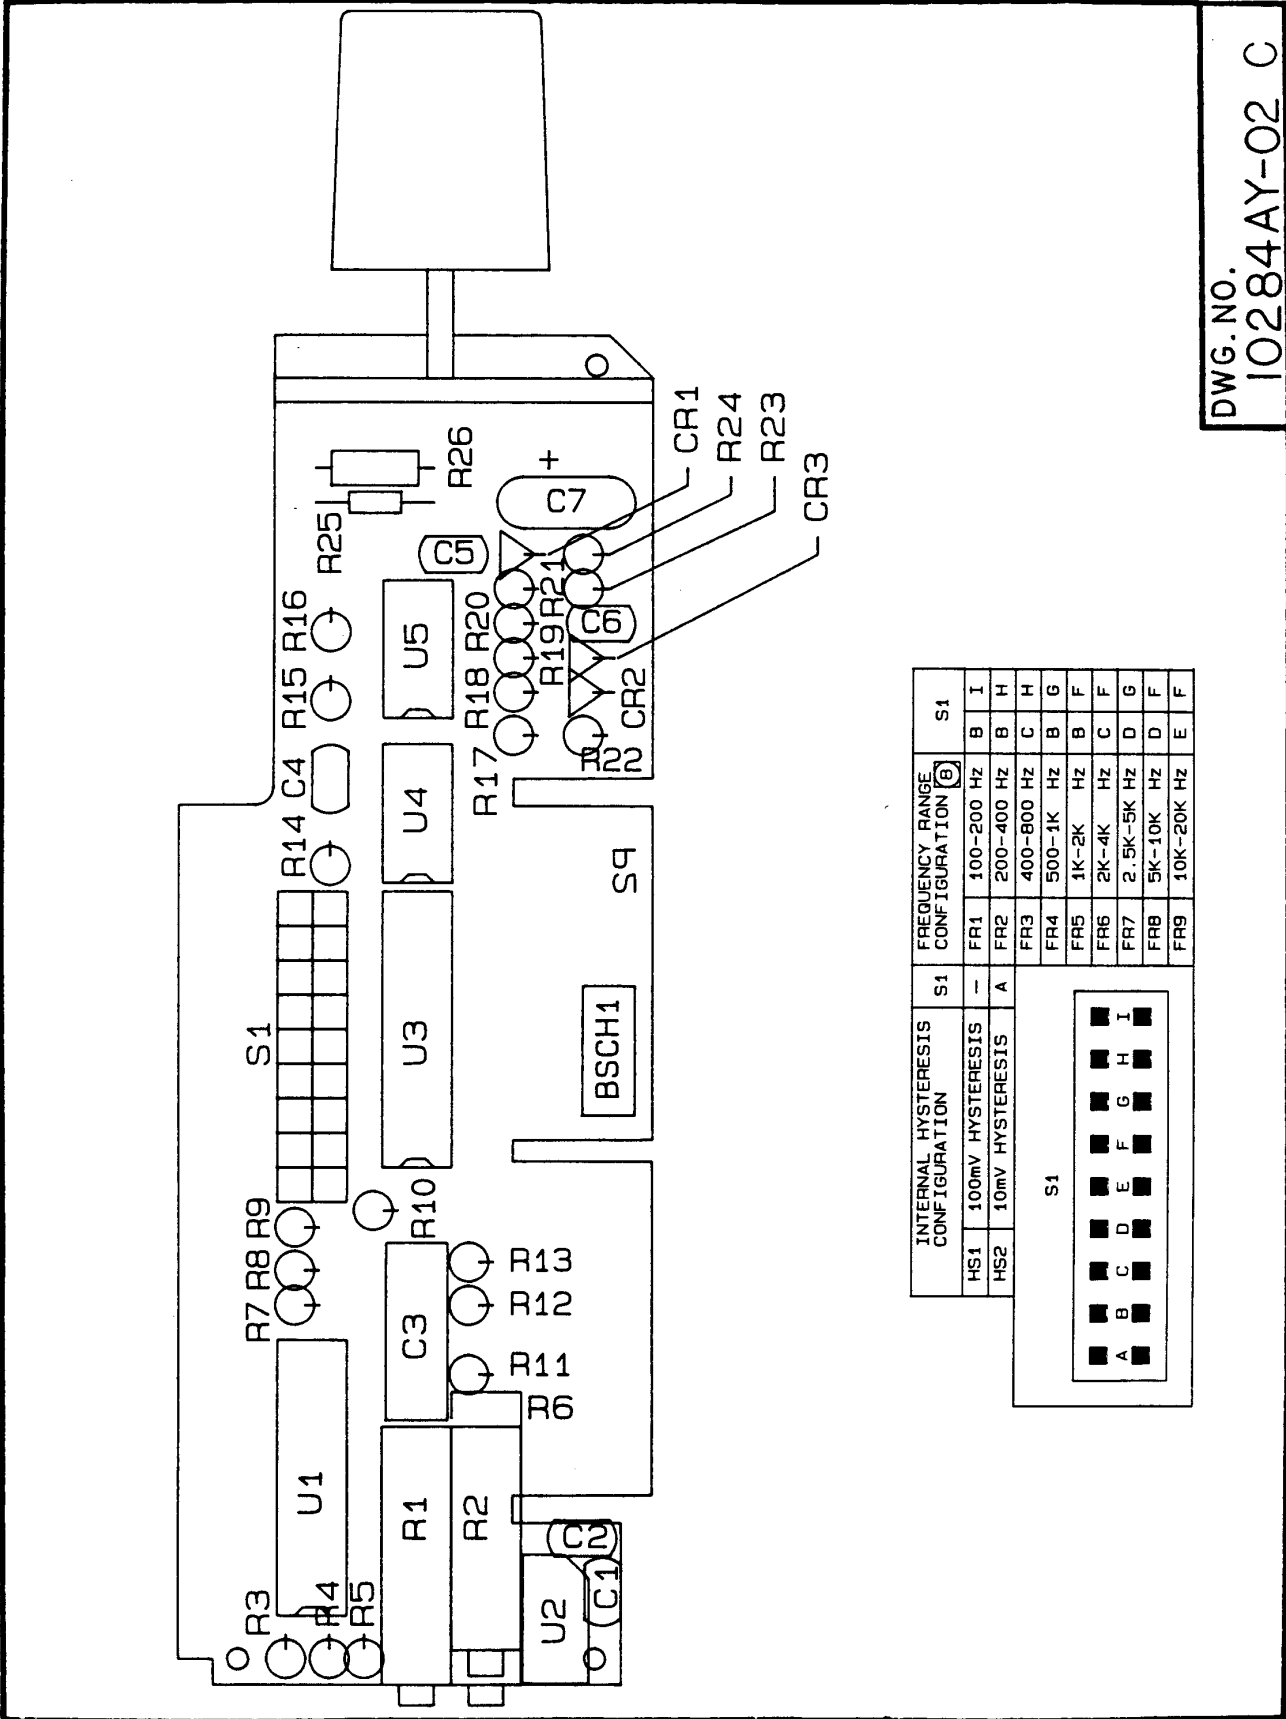 DWG. NO.
10284AY-02 C
R3
R4
R5
U1
R1
R2
U2
C1
C2
R6
R7
R8
R9
R10
C3
R11
R12
R13
S1
U3
BSCH1
S9
R14
C4
R15
R16
U4
U5
R17
R18
R19
R20
R21
R22
CR2
C6
C5
C7
+
R25
R26
CR1
R24
R23
CR3
INTERNAL HYSTERESIS CONFIGURATION S1
HS1 100mV HYSTERESIS —
HS2 10mV HYSTERESIS A
FREQUENCY RANGE CONFIGURATION B S1
FR1 100-200 Hz B I
FR2 200-400 Hz B H
FR3 400-800 Hz C H
FR4 500-1K Hz B G
FR5 1K-2K Hz B F
FR6 2K-4K Hz C F
FR7 2.5K-5K Hz D G
FR8 5K-10K Hz D F
FR9 10K-20K Hz E F
S1
A B C D E F G H I